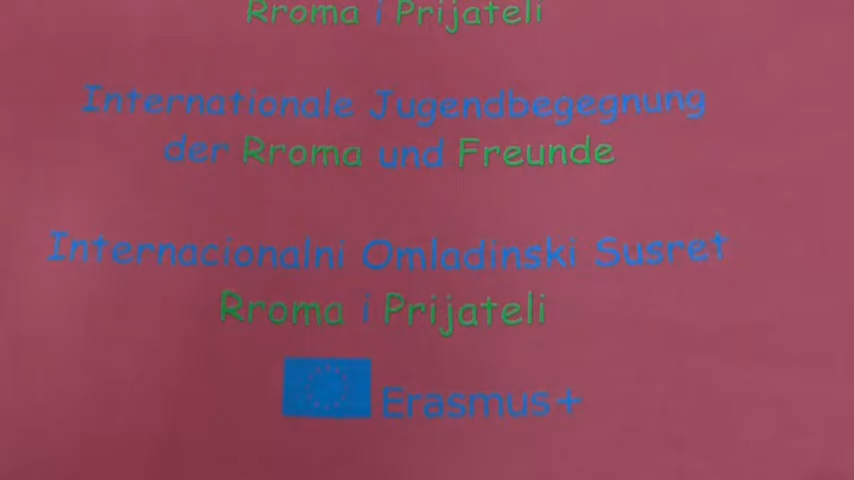 Rroma i Prijateli
Internationale Jugendbegegnung
der Rroma und Freunde
Internacionalni Omladinski Susret
Rroma i Prijateli
Erasmus+